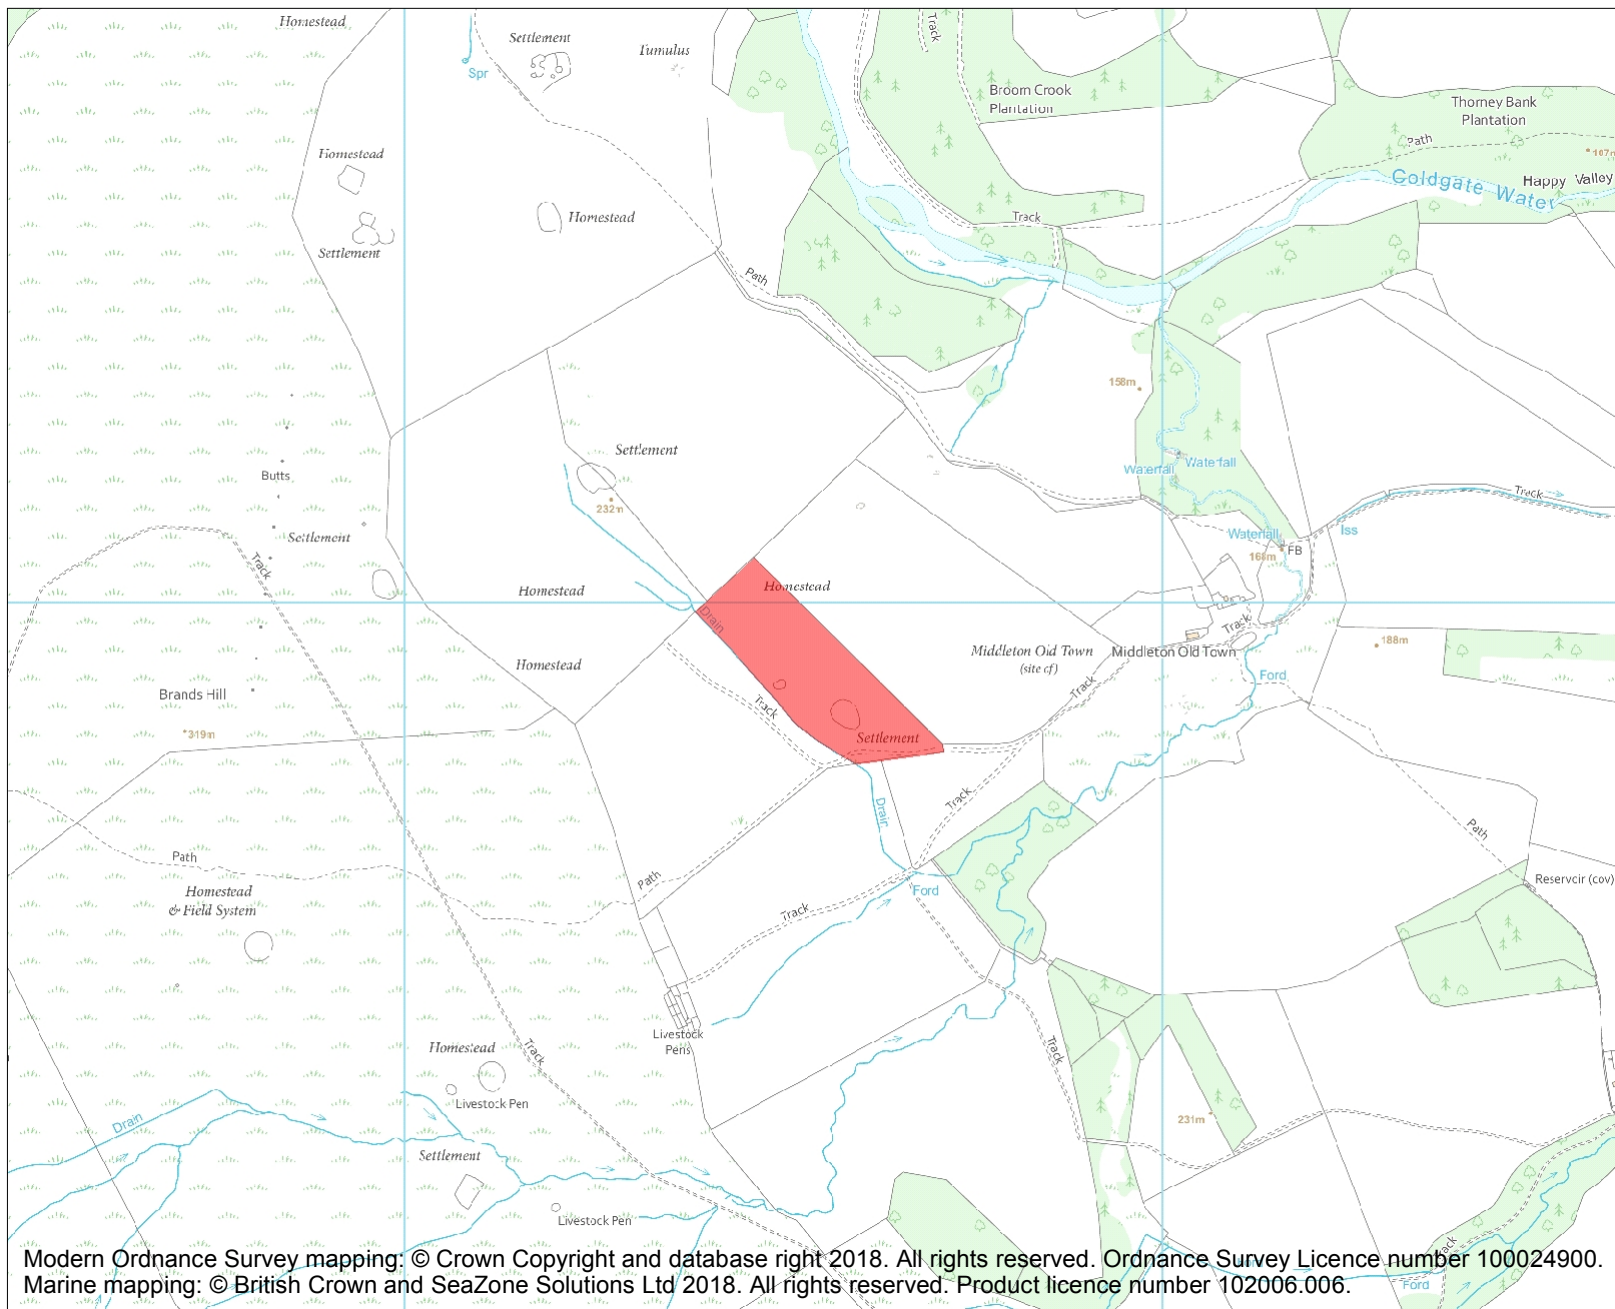 Homestead
Settlement
Tumulus
Track
Spr
Broom Crook
Plantation
Thorney Bank
Plantation
Path
107m
Homestead
Coldgate Water
Happy Valley
Homestead
Track
Settlement
Path
158m
Settlement
Waterfall
Waterfall
Butts
232m
Track
Settlement
Waterfall
Iss
FB
168m
Track
Homestead
Homestead
Drain
Track
Middleton Old Town
(site of)
Middleton Old Town
188m
Homestead
Ford
Track
Brands Hill
Track
319m
Settlement
Track
Drain
Path
Path
Path
Reservoir (cov)
Homestead
& Field System
Ford
Track
Livestock
Pens
Homestead
Track
Track
Livestock Pen
231m
Drain
Settlement
Livestock Pen
Track
Ford
Modern Ordnance Survey mapping: © Crown Copyright and database right 2018. All rights reserved. Ordnance Survey Licence number 100024900.
Marine mapping: © British Crown and SeaZone Solutions Ltd 2018. All rights reserved. Product licence number 102006.006.